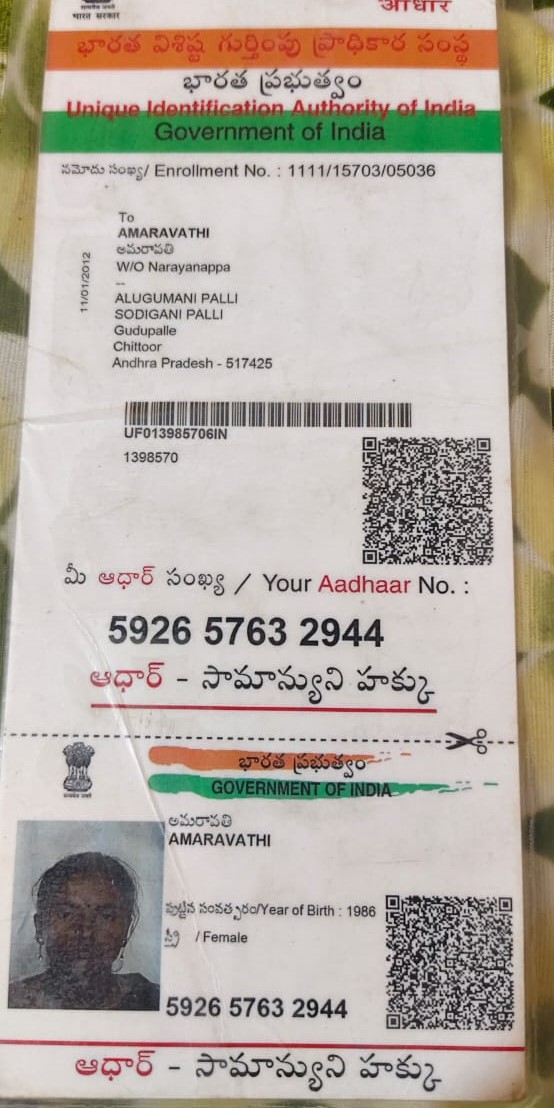 भारत सरकार
आधार
భారత విశిష్ట గుర్తింపు ప్రాధికార సంస్థ
భారత ప్రభుత్వం
Unique Identification Authority of India
Government of India
నమోదు సంఖ్య/ Enrollment No. : 1111/15703/05036
To
AMARAVATHI
అమరావతి
W/O Narayanappa
--
11/01/2012
ALUGUMANI PALLI
SODIGANI PALLI
Gudupalle
Chittoor
Andhra Pradesh - 517425
UF013985706IN
1398570
మీ ఆధార్ సంఖ్య / Your Aadhaar No. :
5926 5763 2944
ఆధార్ - సామాన్యుని హక్కు
భారత ప్రభుత్వం
GOVERNMENT OF INDIA
అమరావతి
AMARAVATHI
పుట్టిన సంవత్సరం/Year of Birth : 1986
స్త్రీ / Female
5926 5763 2944
ఆధార్ - సామాన్యుని హక్కు